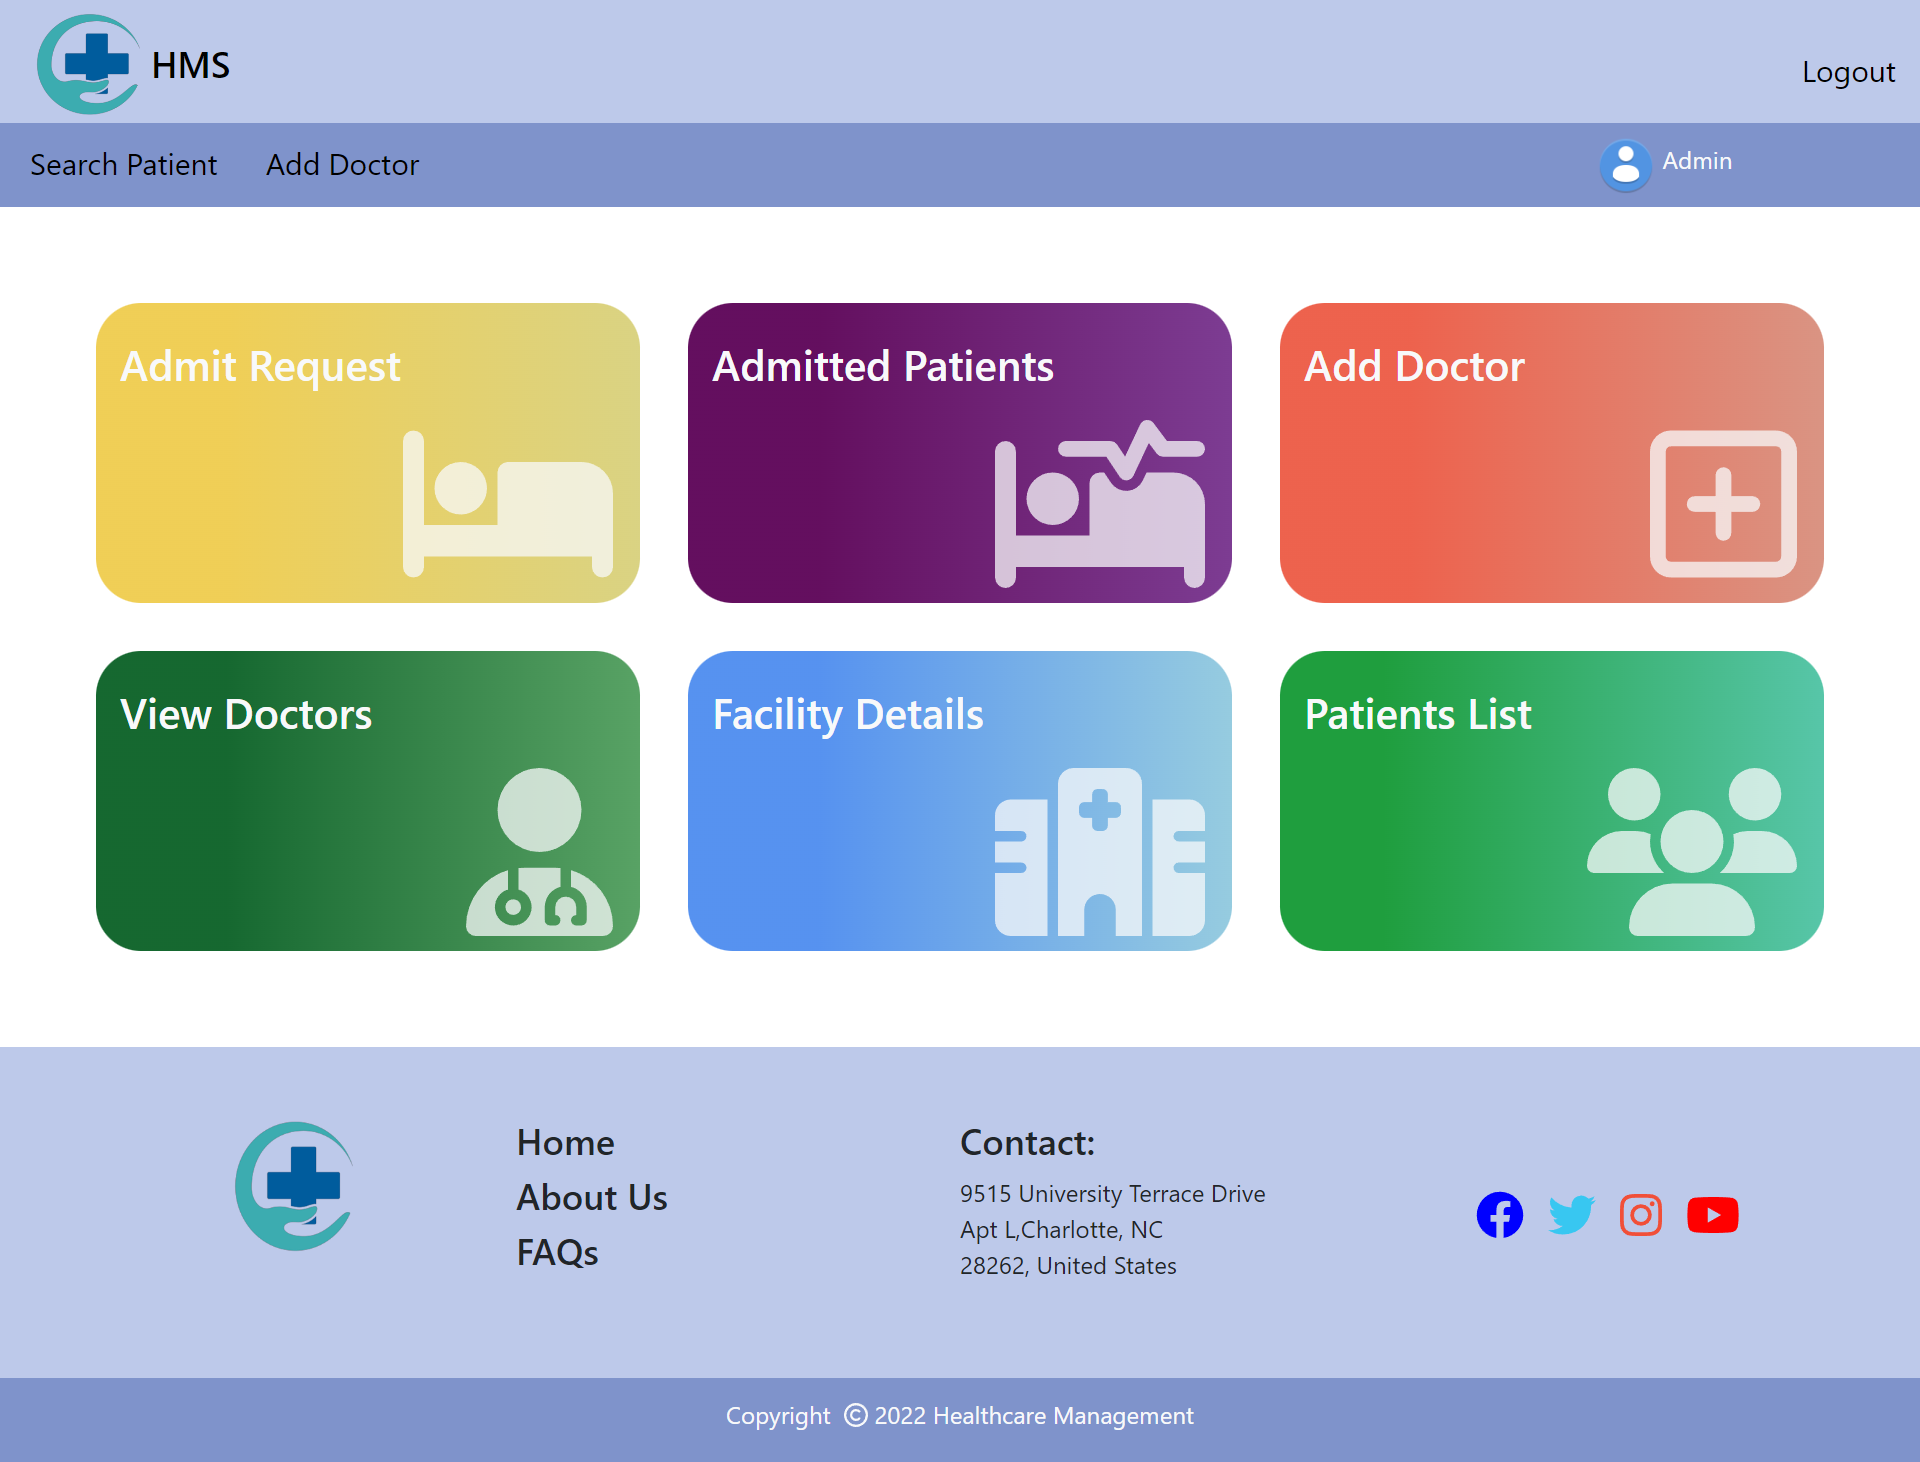 HMS
Logout
Search Patient
Add Doctor
Admin
Admit Request
Admitted Patients
Add Doctor
View Doctors
Facility Details
Patients List
Home
About Us
FAQs
Contact:
9515 University Terrace Drive
Apt L,Charlotte, NC
28262, United States
Copyright © 2022 Healthcare Management